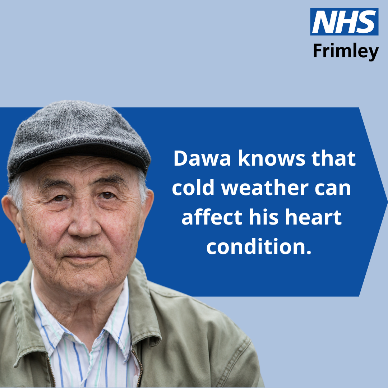 NHS
Frimley
Dawa knows that
cold weather can
affect his heart
condition.